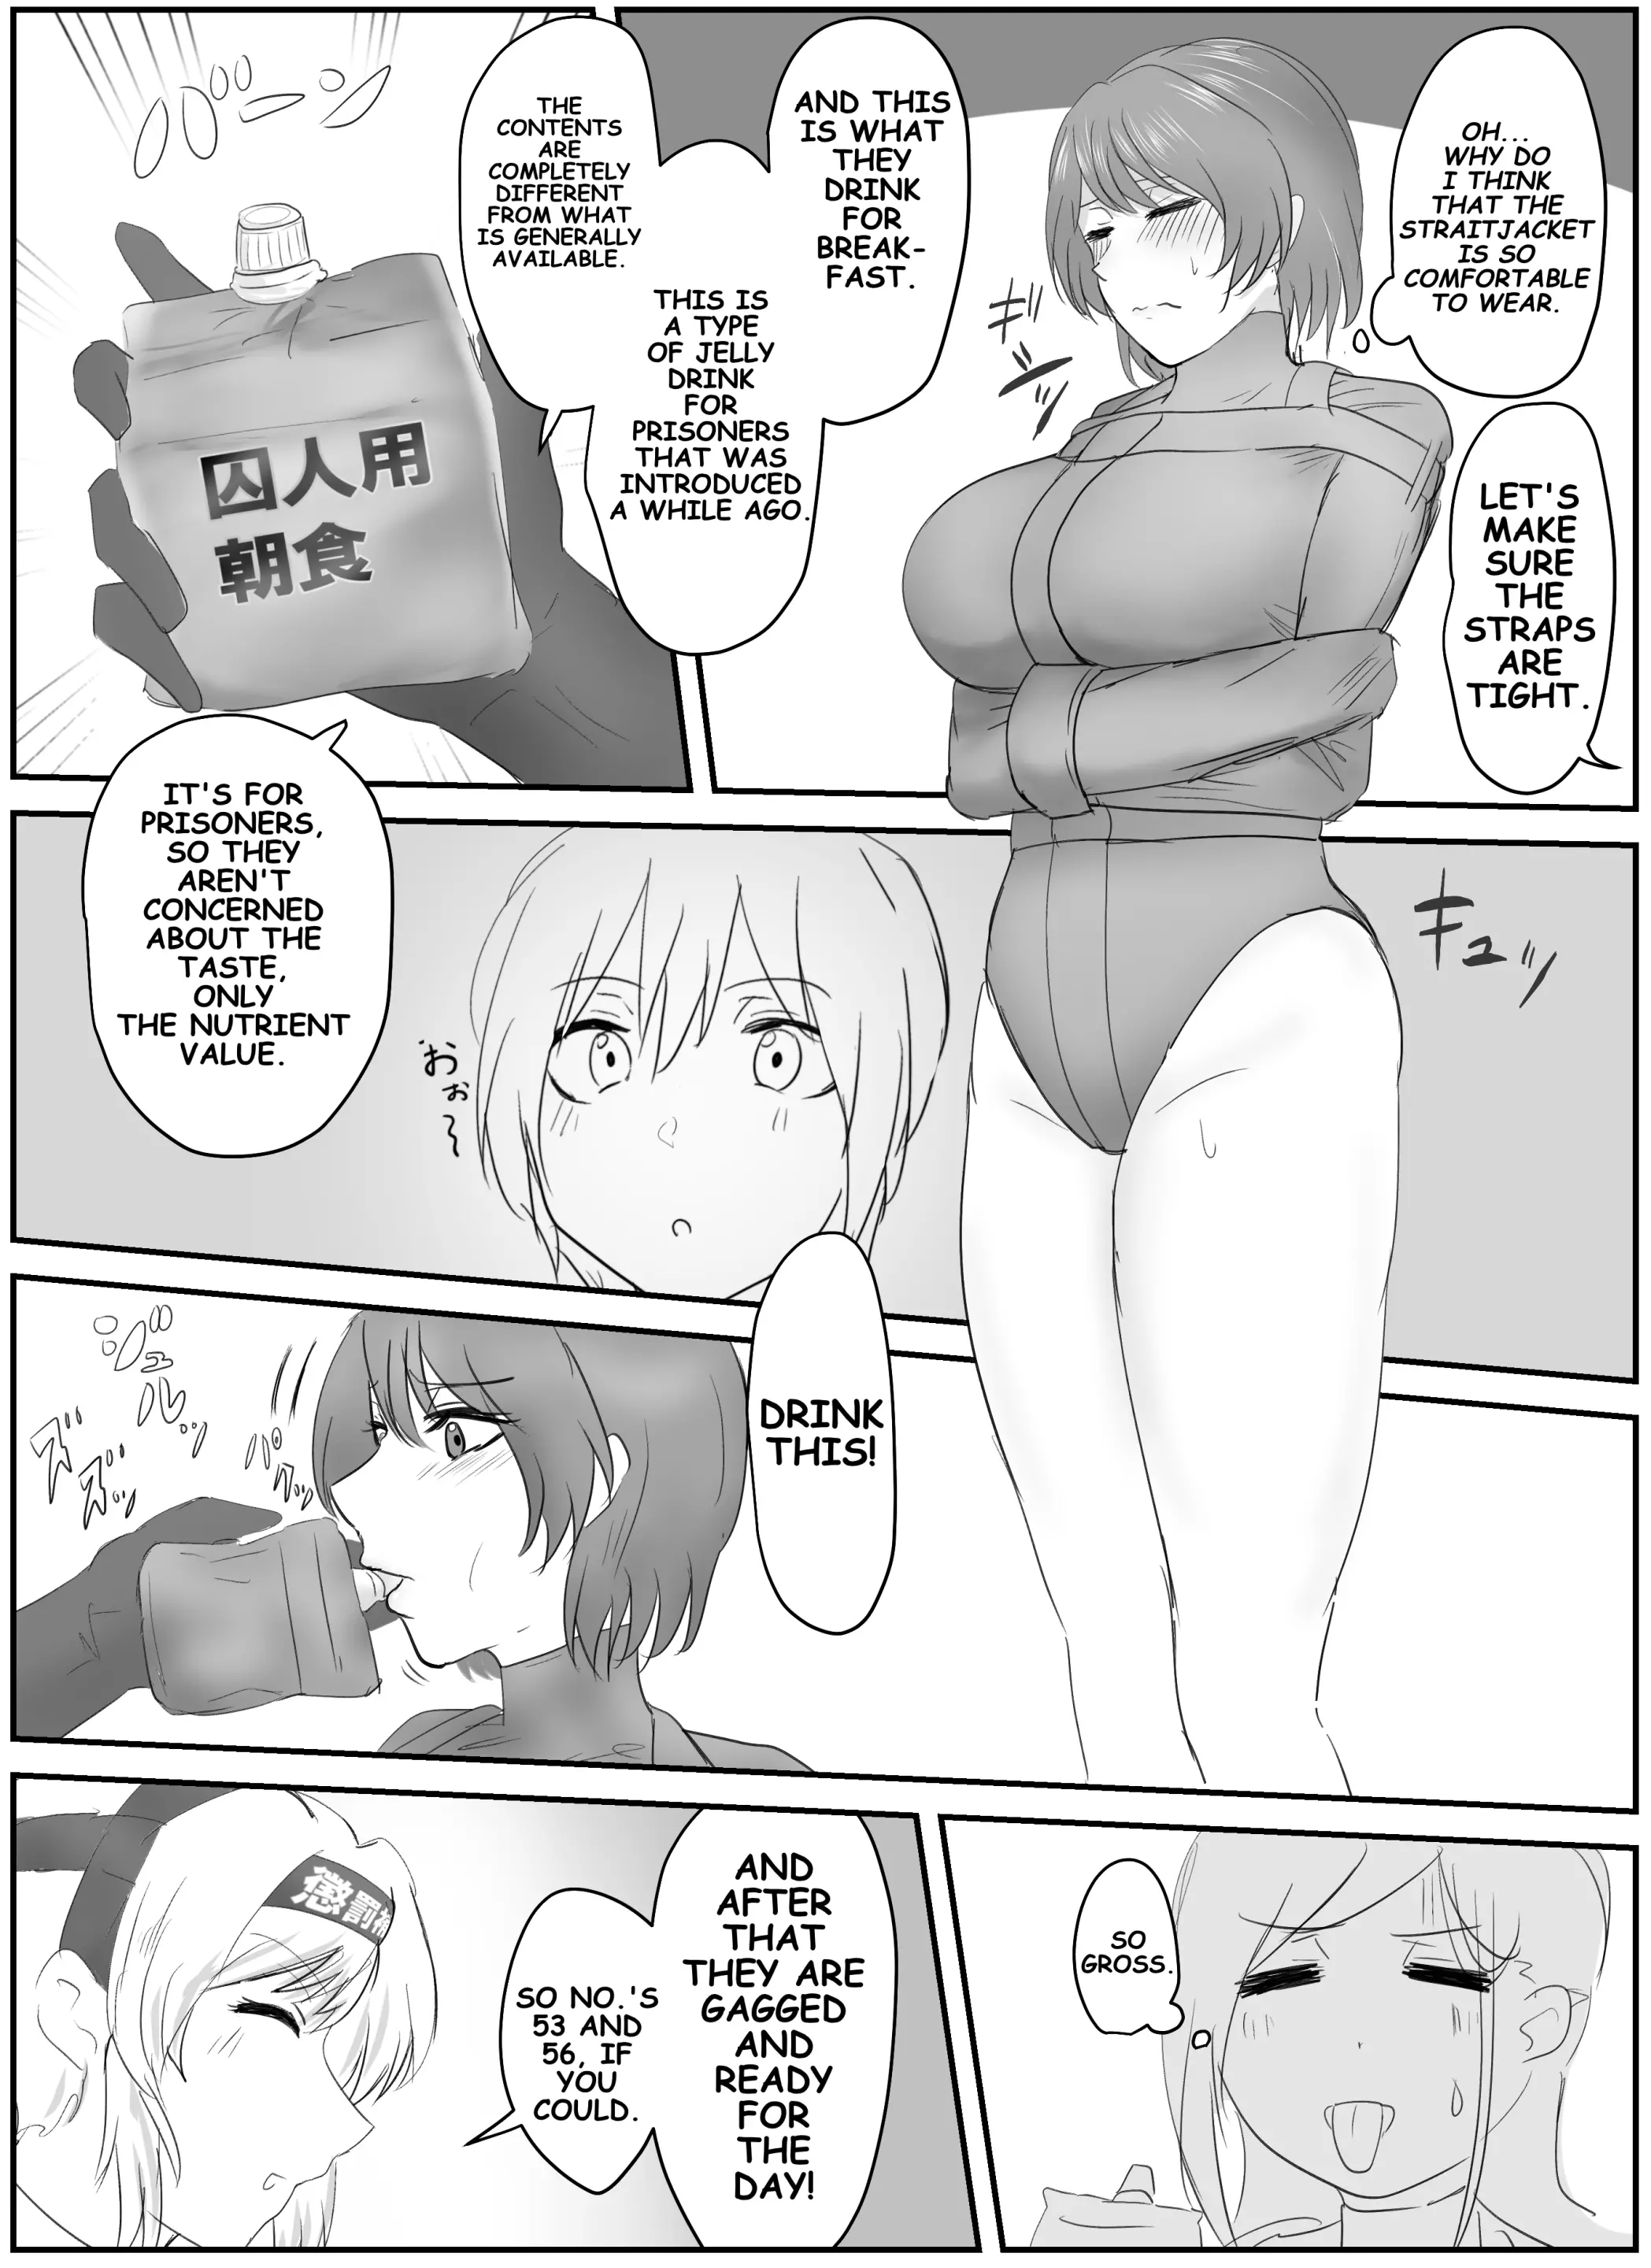 OH...
WHY DO
I THINK
THAT THE
STRAITJACKET
IS SO
COMFORTABLE
TO WEAR.
LET'S
MAKE
SURE
THE
STRAPS
ARE
TIGHT.
ギュッ
ギュッ
AND THIS
IS WHAT
THEY
DRINK
FOR
BREAK-
FAST.
THIS IS
A TYPE
OF JELLY
DRINK
FOR
PRISONERS
THAT WAS
INTRODUCED
A WHILE AGO.
THE
CONTENTS
ARE
COMPLETELY
DIFFERENT
FROM WHAT
IS GENERALLY
AVAILABLE.
バーン
囚人用
朝食
IT'S FOR
PRISONERS,
SO THEY
AREN'T
CONCERNED
ABOUT THE
TASTE,
ONLY
THE NUTRIENT
VALUE.
おぉ～
DRINK
THIS!
パクッ
ジュルッ
ズズズッ
SO
GROSS.
AND
AFTER
THAT
THEY ARE
GAGGED
AND
READY
FOR
THE
DAY!
SO NO.'S
53 AND
56, IF
YOU
COULD.
懲罰